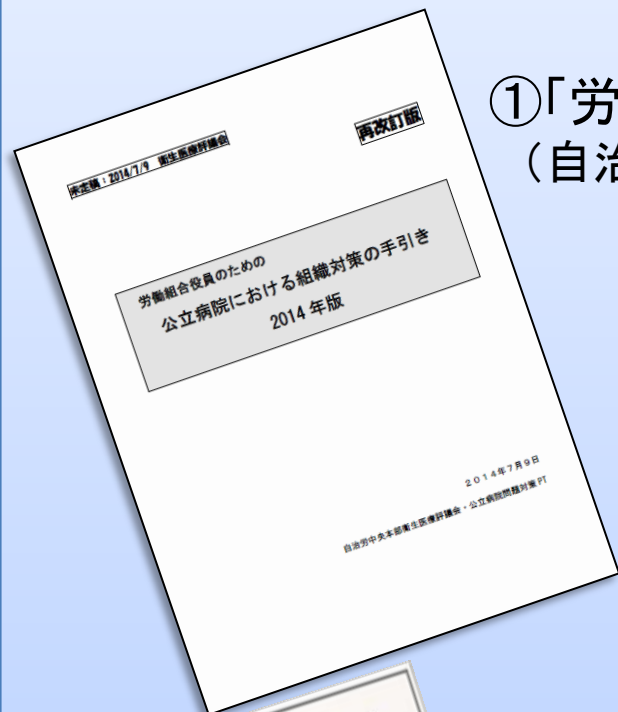 ①「労
（自治
未定稿：2014/7/9　衛生医療評議会
再改訂版
労働組合役員のための
公立病院における組織対策の手引き
2014 年版
２０１４年７月９日
自治労中央本部衛生医療評議会・公立病院問題対策 PT